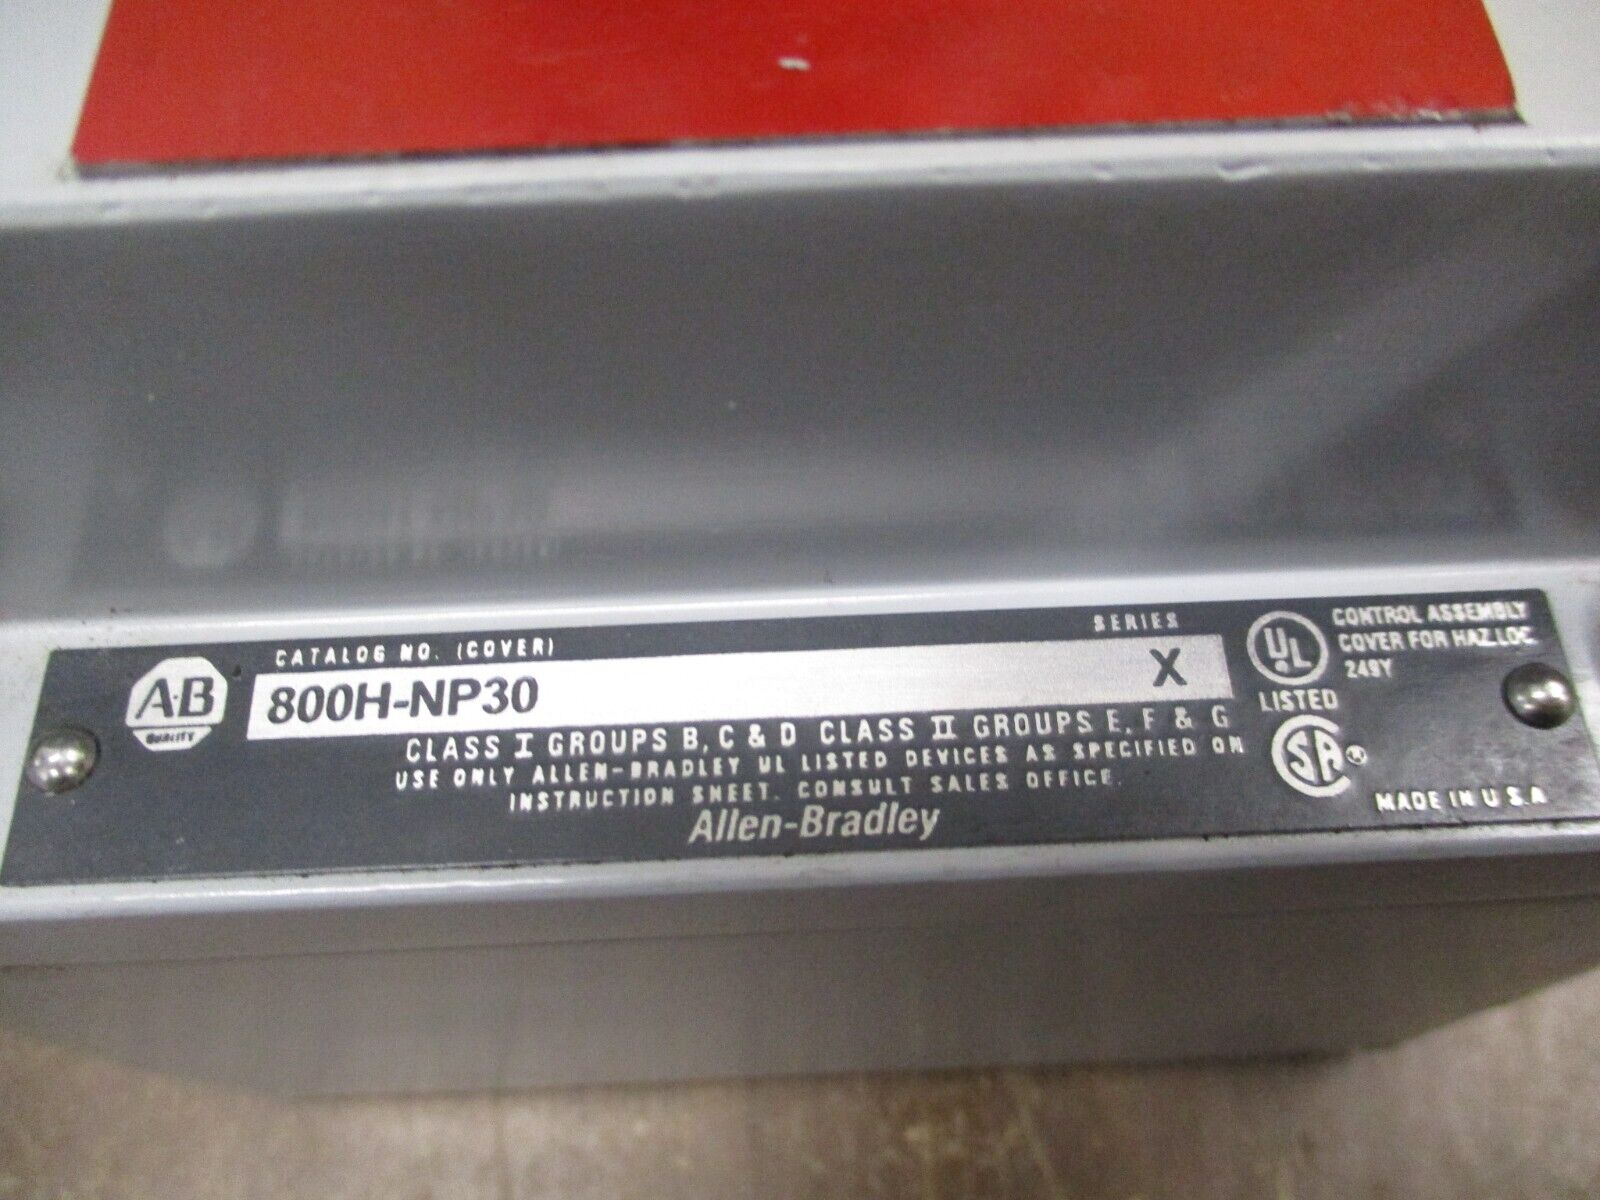 CATALOG NO. (COVER)
SERIES
A·B
QUALITY
800H-NP30
X
CLASS I GROUPS B, C & D CLASS II GROUPS E, F & G
USE ONLY ALLEN-BRADLEY UL LISTED DEVICES AS SPECIFIED ON
INSTRUCTION SHEET. CONSULT SALES OFFICE.
Allen-Bradley
UL
LISTED
CONTROL ASSEMBLY
COVER FOR HAZ.LOC
249Y
SA ®
MADE IN U S.A